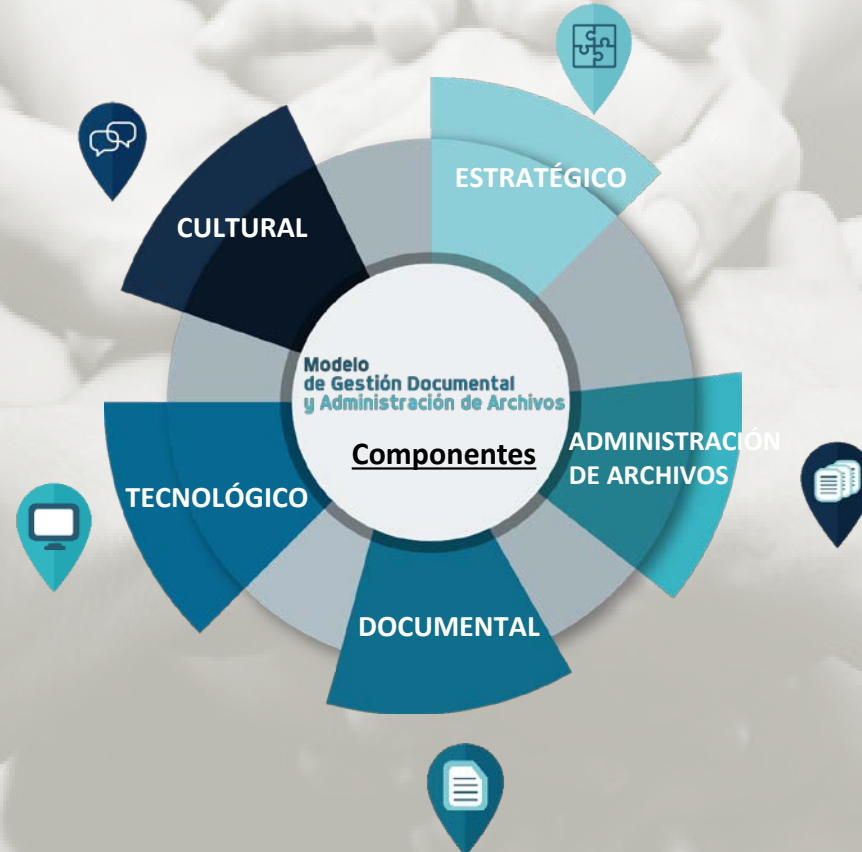 ESTRATÉGICO
CULTURAL
Modelo
de Gestión Documental
y Administración de Archivos
Componentes
ADMINISTRACIÓN
DE ARCHIVOS
TECNOLÓGICO
DOCUMENTAL